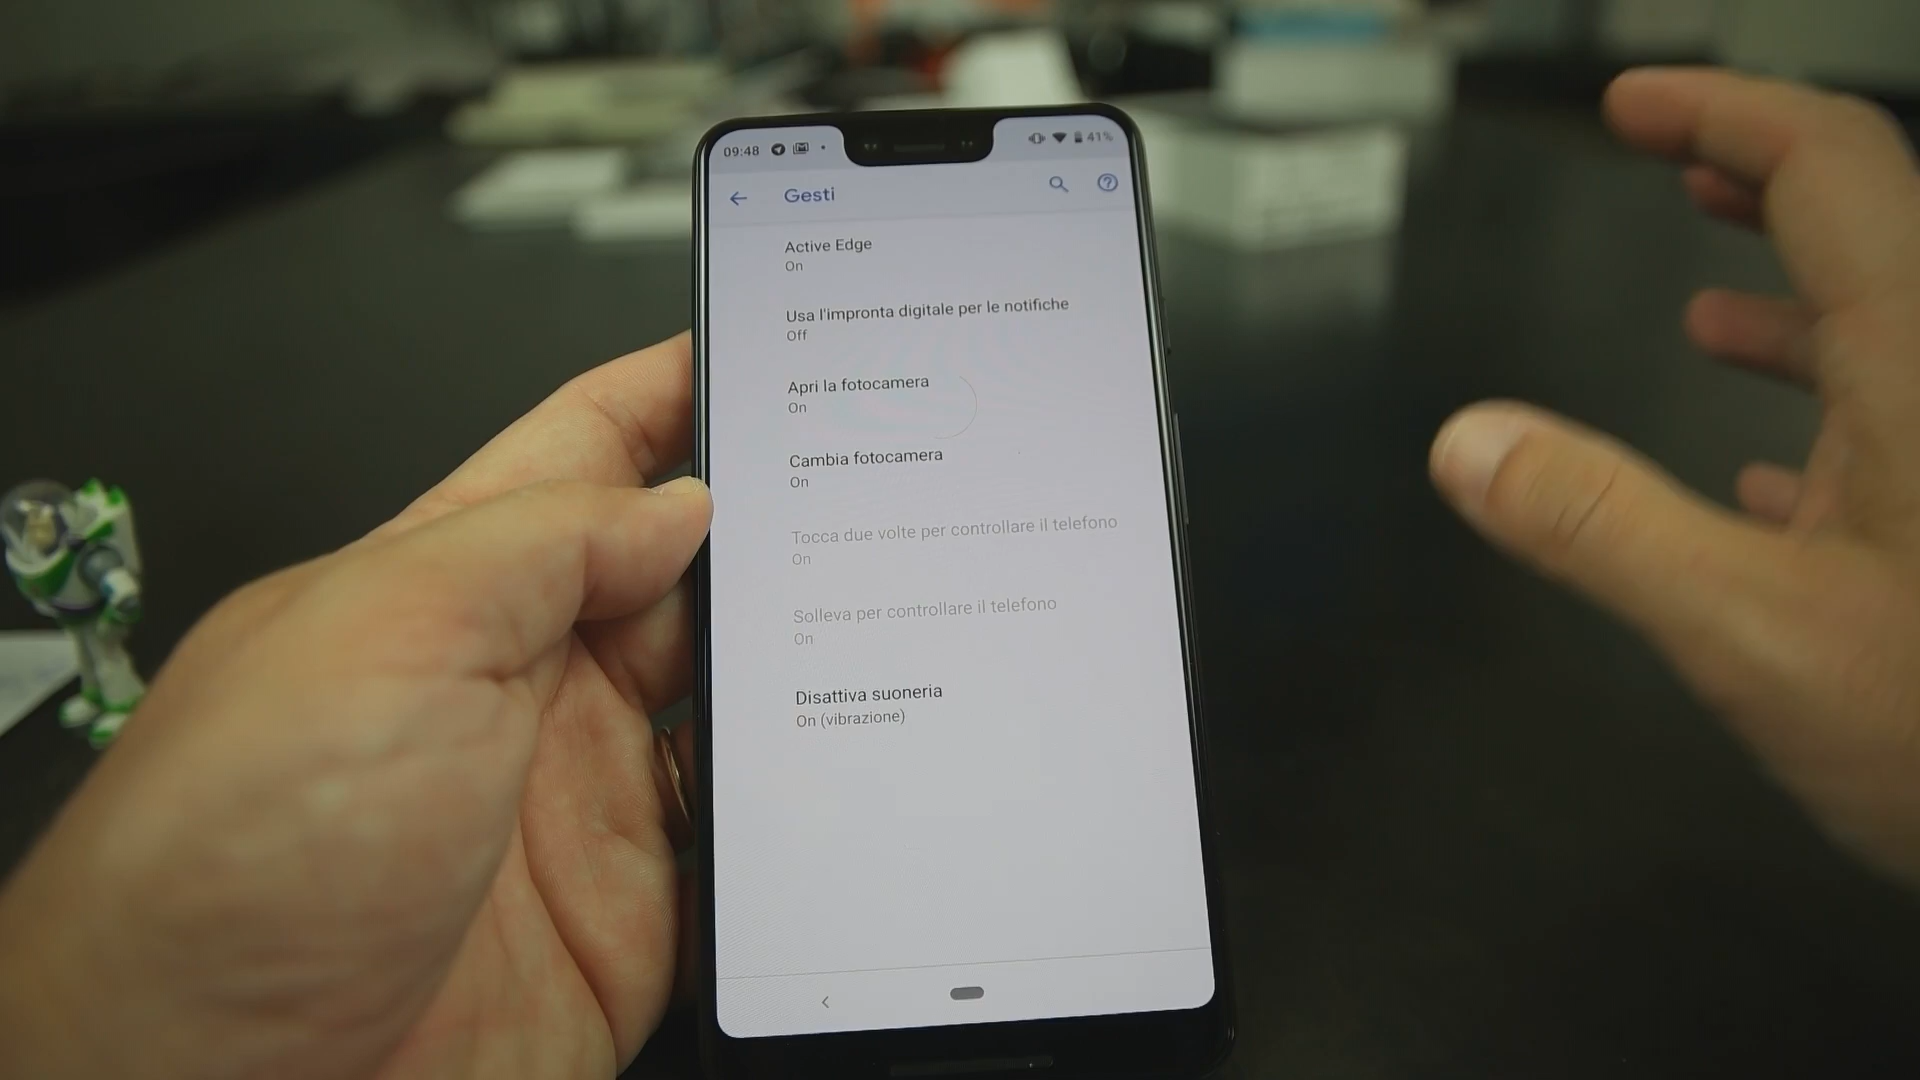 09:48
41%
Gesti
Active Edge
On
Usa l'impronta digitale per le notifiche
Off
Apri la fotocamera
On
Cambia fotocamera
On
Tocca due volte per controllare il telefono
On
Solleva per controllare il telefono
On
Disattiva suoneria
On (vibrazione)